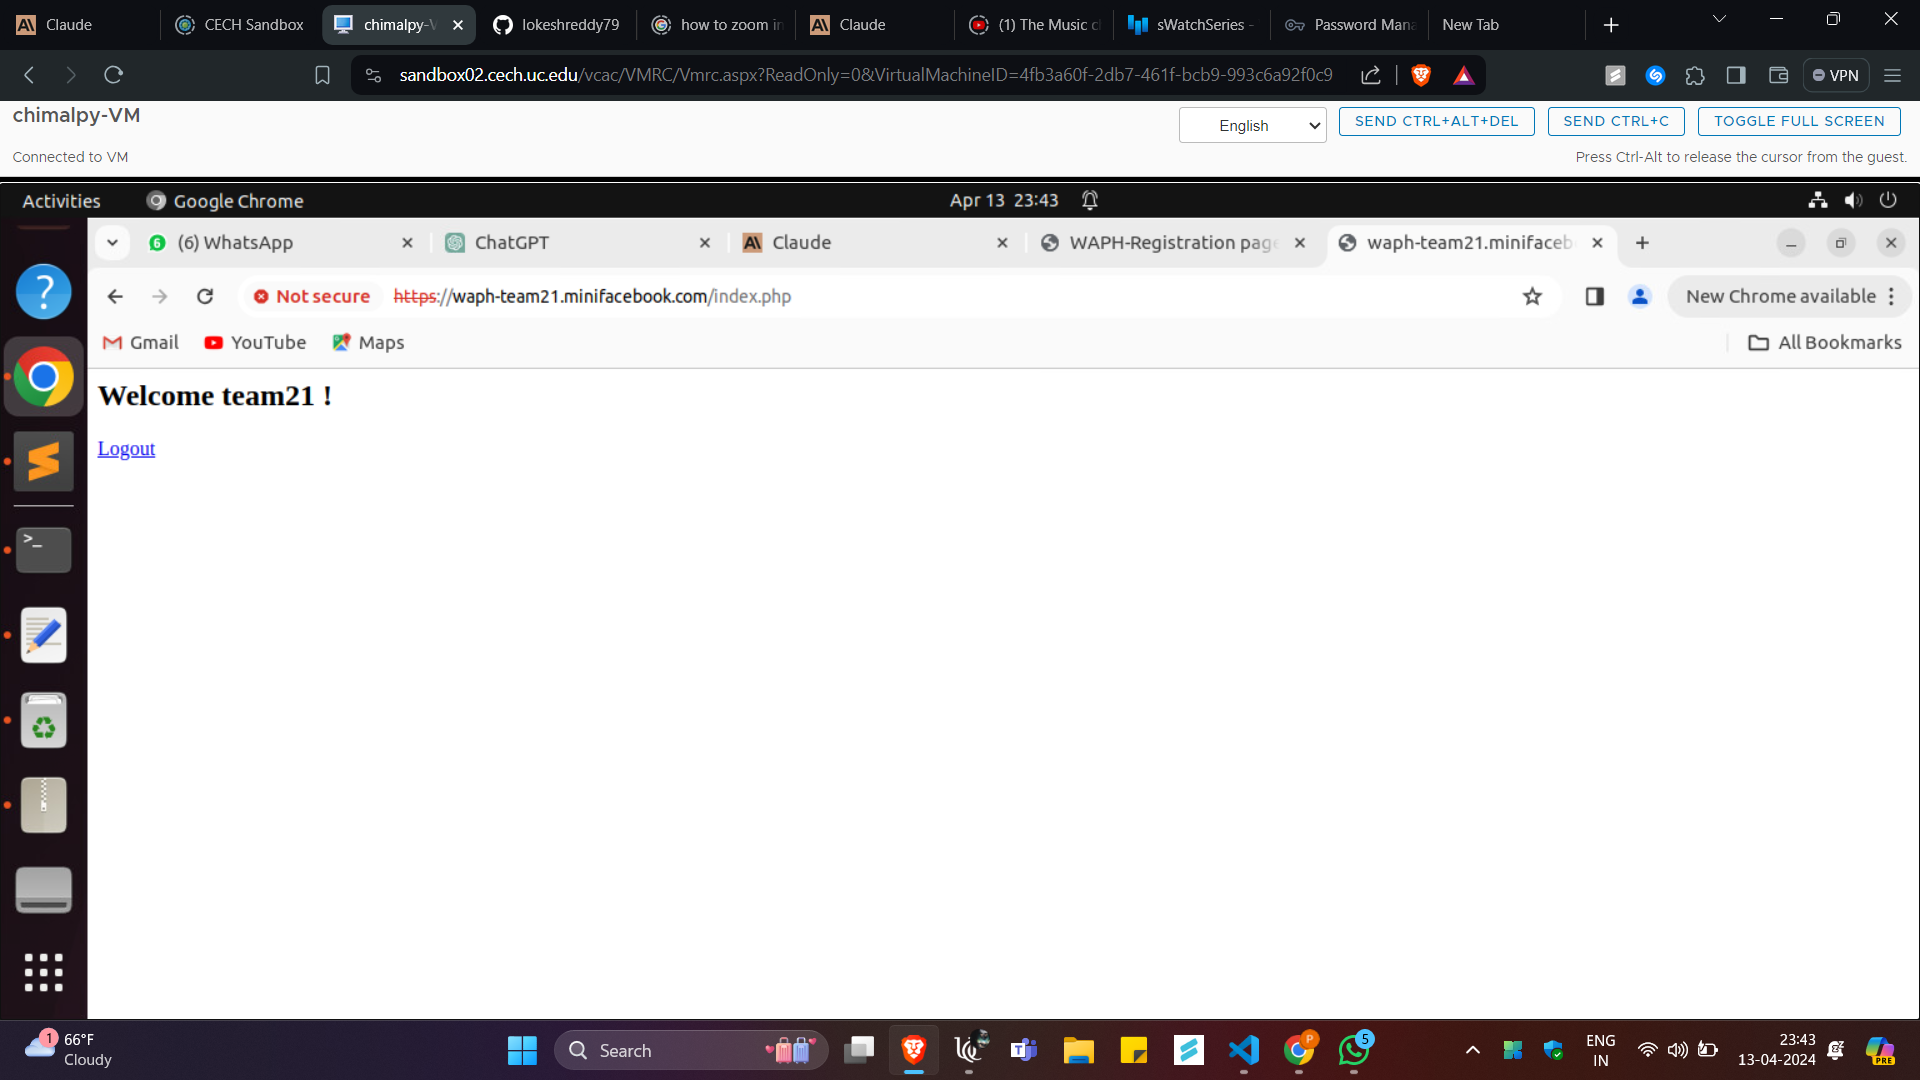 Claude
CECH Sandbox
chimalpy-V
lokeshreddy79
how to zoom in
Claude
(1) The Music c
sWatchSeries -
Password Mana
New Tab
sandbox02.cech.uc.edu/vcac/VMRC/Vmrc.aspx?ReadOnly=0&VirtualMachineID=4fb3a60f-2db7-461f-bcb9-993c6a92f0c9
VPN
chimalpy-VM
English
SEND CTRL+ALT+DEL
SEND CTRL+C
TOGGLE FULL SCREEN
Connected to VM
Press Ctrl-Alt to release the cursor from the guest.
Activities
Google Chrome
Apr 13 23:43
6
(6) WhatsApp
ChatGPT
Claude
WAPH-Registration page
waph-team21.minifaceb
Not secure
https://waph-team21.minifacebook.com/index.php
New Chrome available
Gmail
YouTube
Maps
All Bookmarks
Welcome team21 !
Logout
1
66°F
Cloudy
Search
P
5
ENG
IN
23:43
13-04-2024
PRE